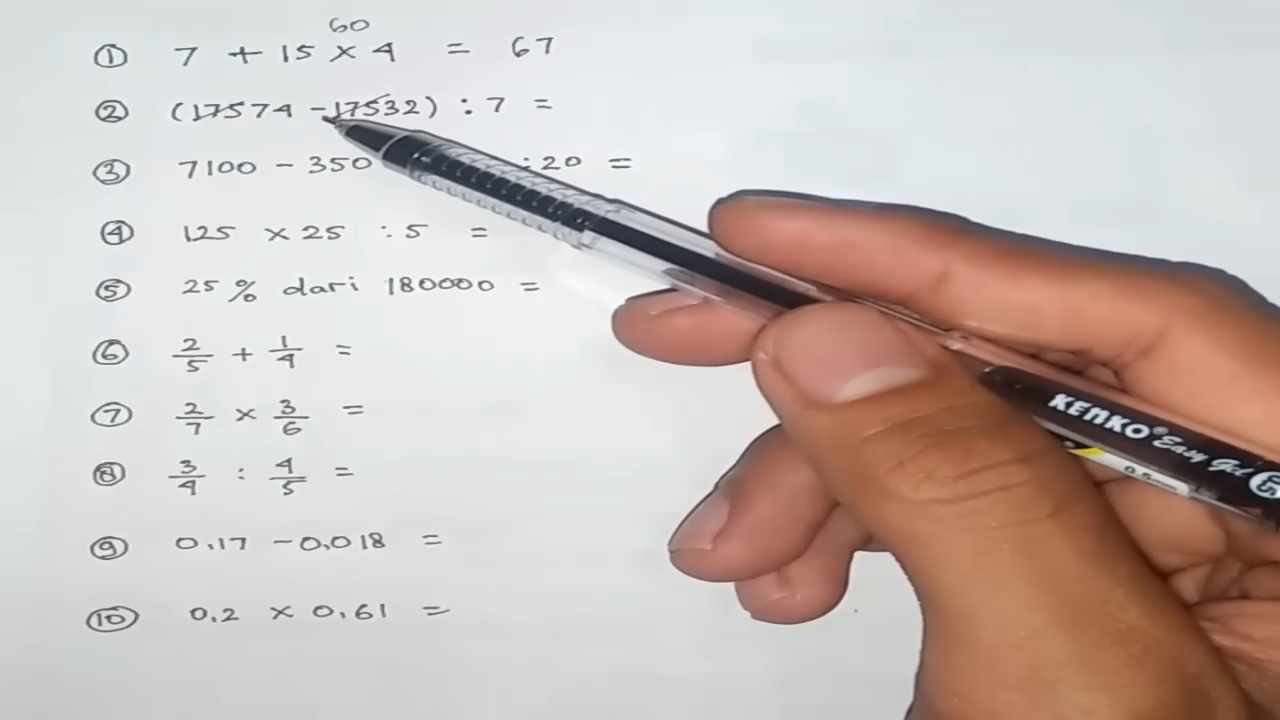 60
① 7 + 15 × 4 = 67
② (17574 - 17532) : 7 =
③ 7100 - 350 : 20 =
④ 125 × 25 : 5 =
⑤ 25 % dari 180000 =
⑥ 2/5 + 1/4 =
⑦ 2/7 × 3/6 =
⑧ 3/4 : 4/5 =
⑨ 0,17 - 0,018 =
⑩ 0,2 × 0,61 =
KENKO® Easy Gel
0.5mm